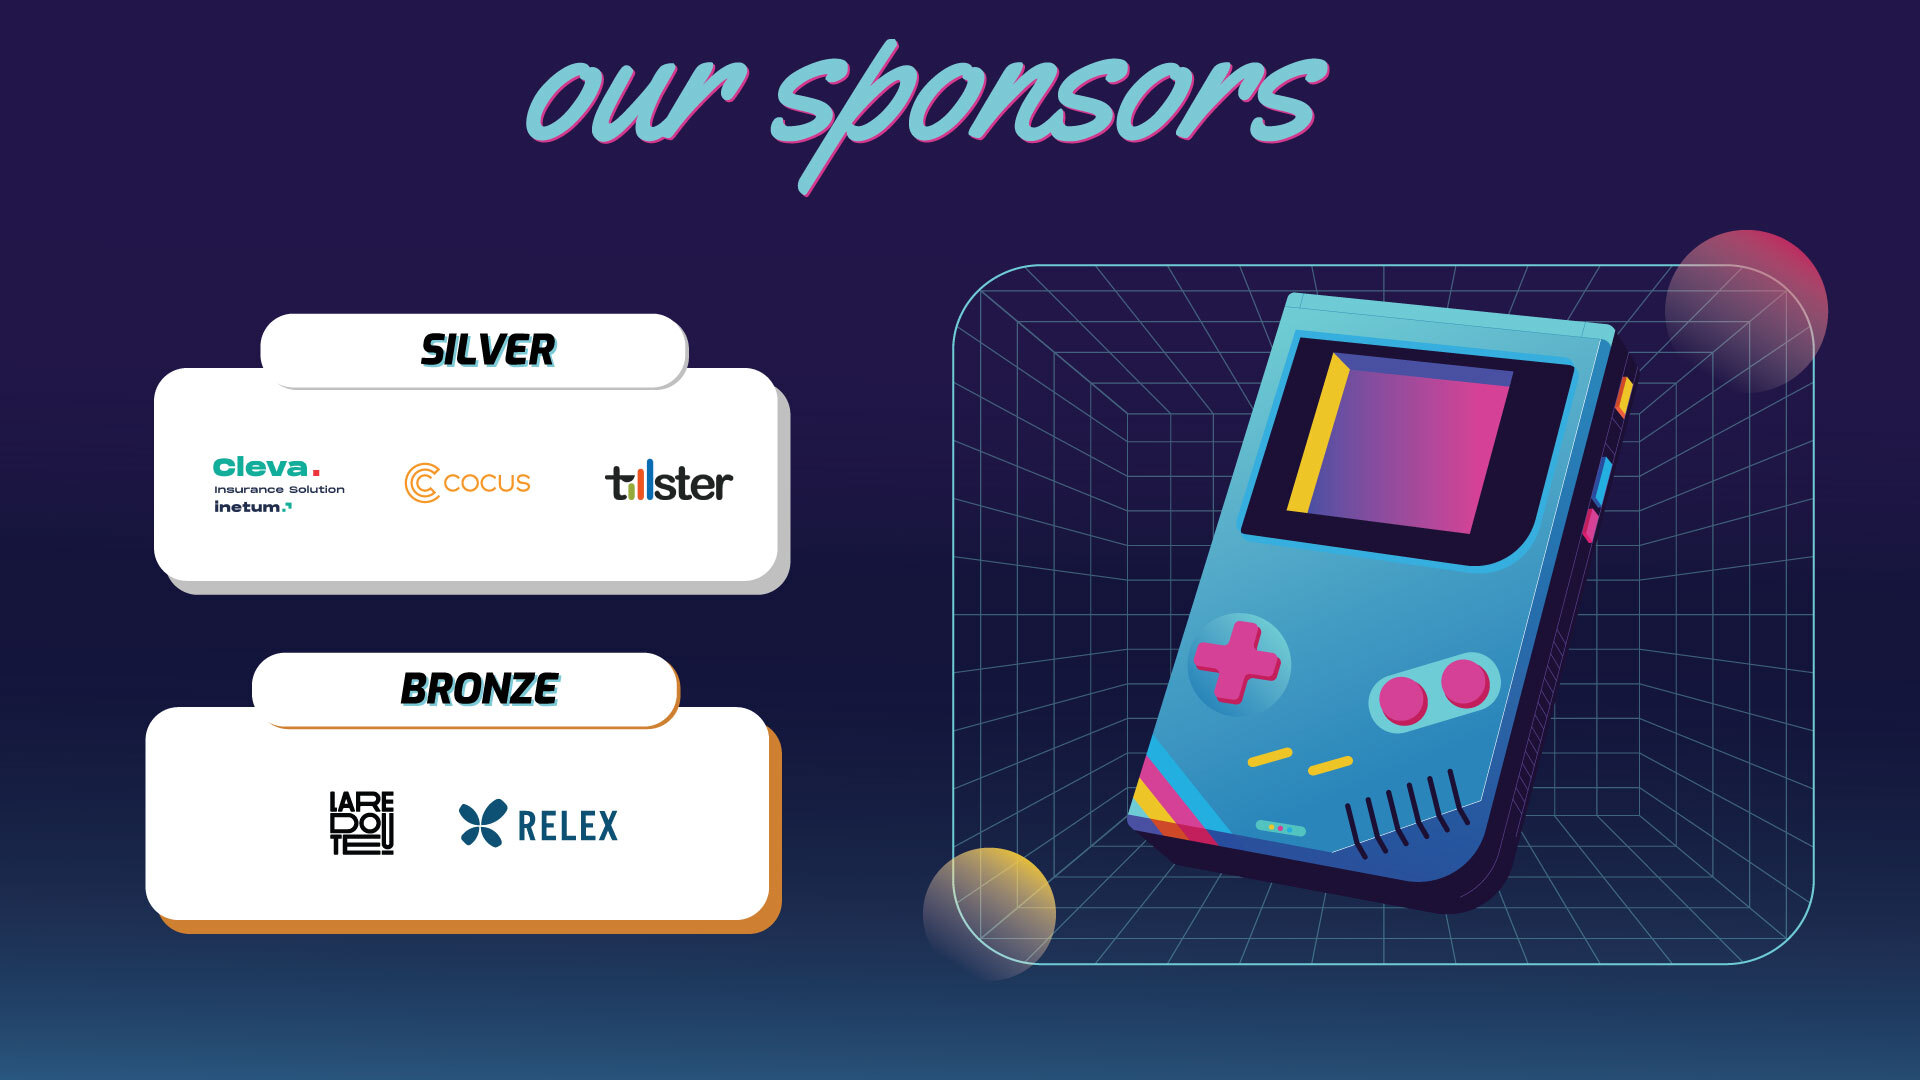 our sponsors
SILVER
cleva.
Insurance Solution
inetum.
COCUS
tillster
BRONZE
LA RE
DOU
TE
RELEX